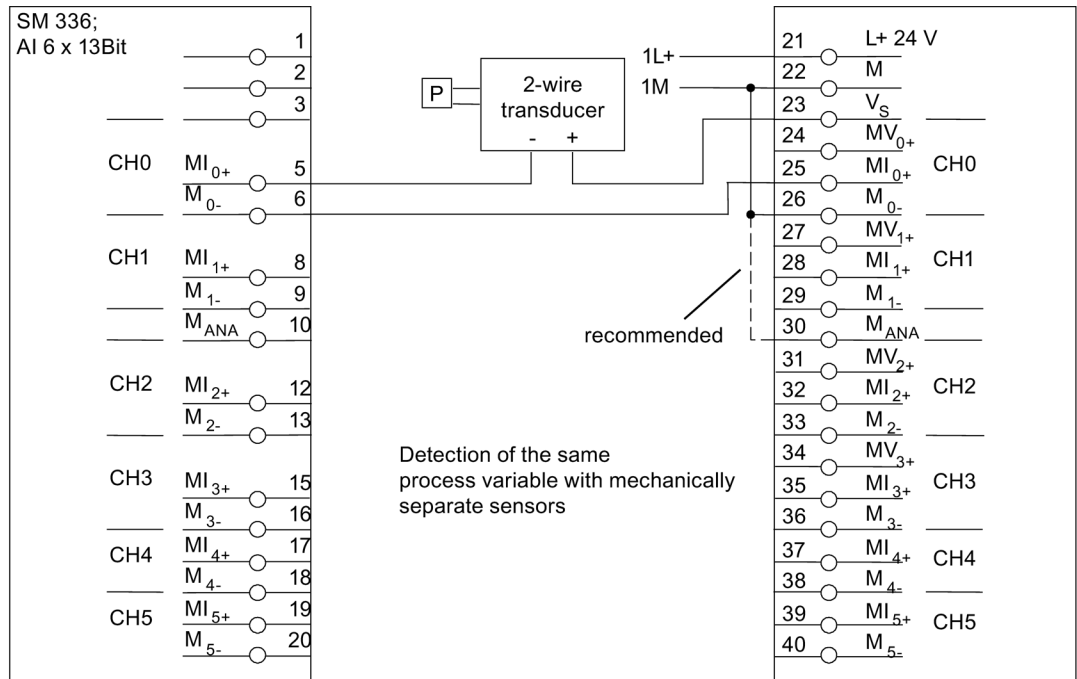 SM 336;
AI 6 x 13Bit
1
2
3
CH0 MI0+ 5
M0- 6
CH1 MI1+ 8
M1- 9
MANA 10
CH2 MI2+ 12
M2- 13
CH3 MI3+ 15
M3- 16
CH4 MI4+ 17
M4- 18
CH5 MI5+ 19
M5- 20
P
2-wire
transducer
- +
1L+
1M
recommended
Detection of the same
process variable with mechanically
separate sensors
21 L+ 24 V
22 M
23 VS
24 MV0+
25 MI0+ CH0
26 M0-
27 MV1+
28 MI1+ CH1
29 M1-
30 MANA
31 MV2+
32 MI2+ CH2
33 M2-
34 MV3+
35 MI3+ CH3
36 M3-
37 MI4+ CH4
38 M4-
39 MI5+ CH5
40 M5-